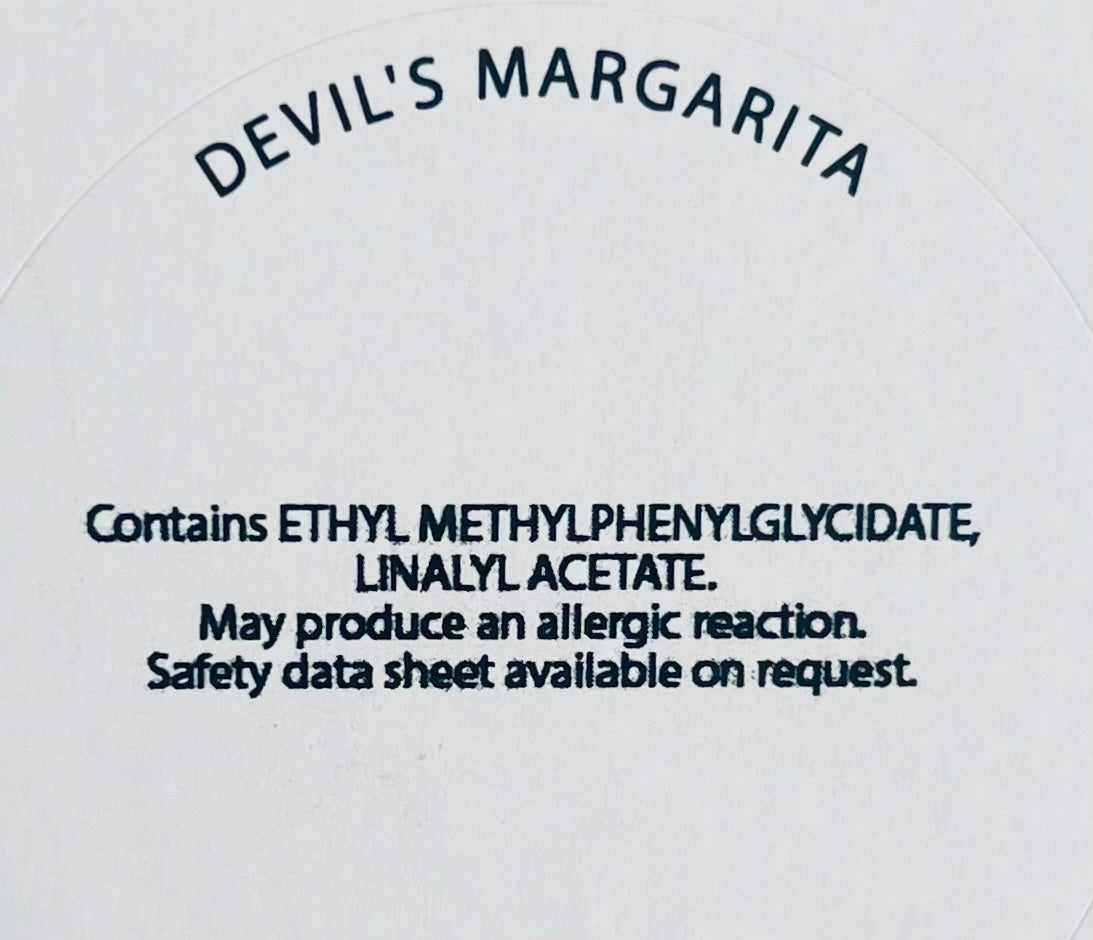 DEVIL'S MARGARITA
Contains ETHYL METHYLPHENYLGLYCIDATE,
LINALYL ACETATE.
May produce an allergic reaction.
Safety data sheet available on request.